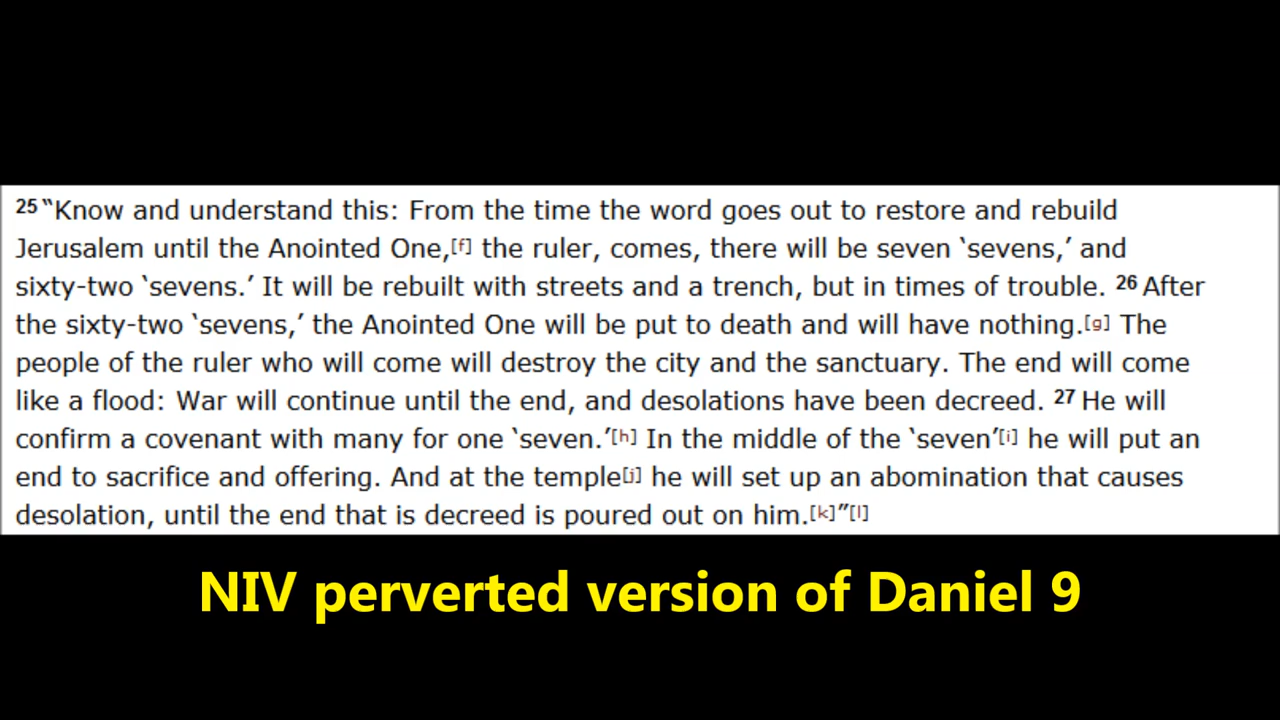 25 “Know and understand this: From the time the word goes out to restore and rebuild
Jerusalem until the Anointed One,[f] the ruler, comes, there will be seven ‘sevens,’ and
sixty-two ‘sevens.’ It will be rebuilt with streets and a trench, but in times of trouble. 26 After
the sixty-two ‘sevens,’ the Anointed One will be put to death and will have nothing.[g] The
people of the ruler who will come will destroy the city and the sanctuary. The end will come
like a flood: War will continue until the end, and desolations have been decreed. 27 He will
confirm a covenant with many for one ‘seven.’[h] In the middle of the ‘seven’[i] he will put an
end to sacrifice and offering. And at the temple[j] he will set up an abomination that causes
desolation, until the end that is decreed is poured out on him.[k]”[l]
NIV perverted version of Daniel 9